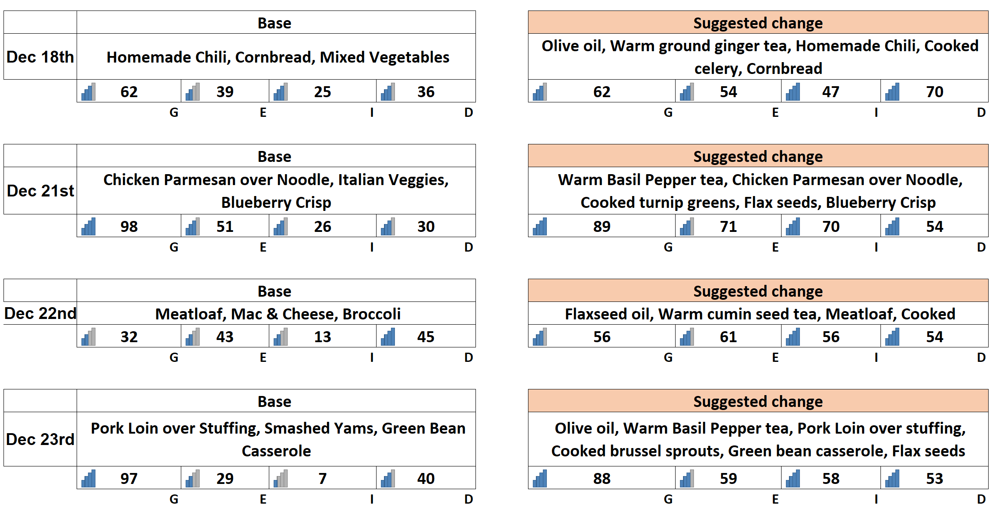 Base
Suggested change
Dec 18th
Homemade Chili, Cornbread, Mixed Vegetables
Olive oil, Warm ground ginger tea, Homemade Chili, Cooked
celery, Cornbread
62 39 25 36
62 54 47 70
G E I D
G E I D
Base
Suggested change
Dec 21st
Chicken Parmesan over Noodle, Italian Veggies,
Blueberry Crisp
Warm Basil Pepper tea, Chicken Parmesan over Noodle,
Cooked turnip greens, Flax seeds, Blueberry Crisp
98 51 26 30
89 71 70 54
G E I D
G E I D
Base
Suggested change
Dec 22nd
Meatloaf, Mac & Cheese, Broccoli
Flaxseed oil, Warm cumin seed tea, Meatloaf, Cooked
32 43 13 45
56 61 56 54
G E I D
G E I D
Base
Suggested change
Dec 23rd
Pork Loin over Stuffing, Smashed Yams, Green Bean
Casserole
Olive oil, Warm Basil Pepper tea, Pork Loin over stuffing,
Cooked brussel sprouts, Green bean casserole, Flax seeds
97 29 7 40
88 59 58 53
G E I D
G E I D